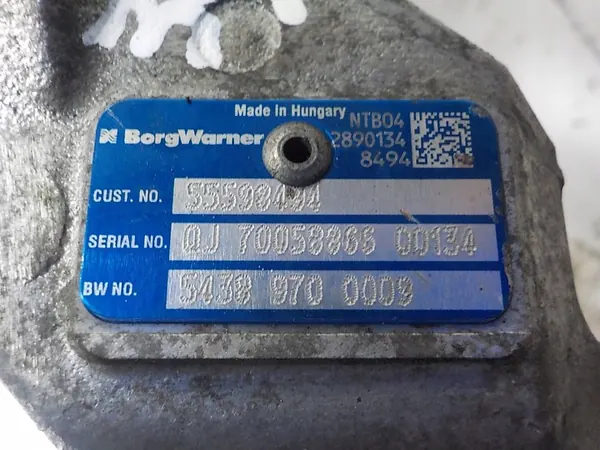 Made in Hungary
NTB04
BorgWarner
2890134
8494
CUST. NO. 55590494
SERIAL NO. QJ 70058866 00134
BW NO. 5438 970 0009